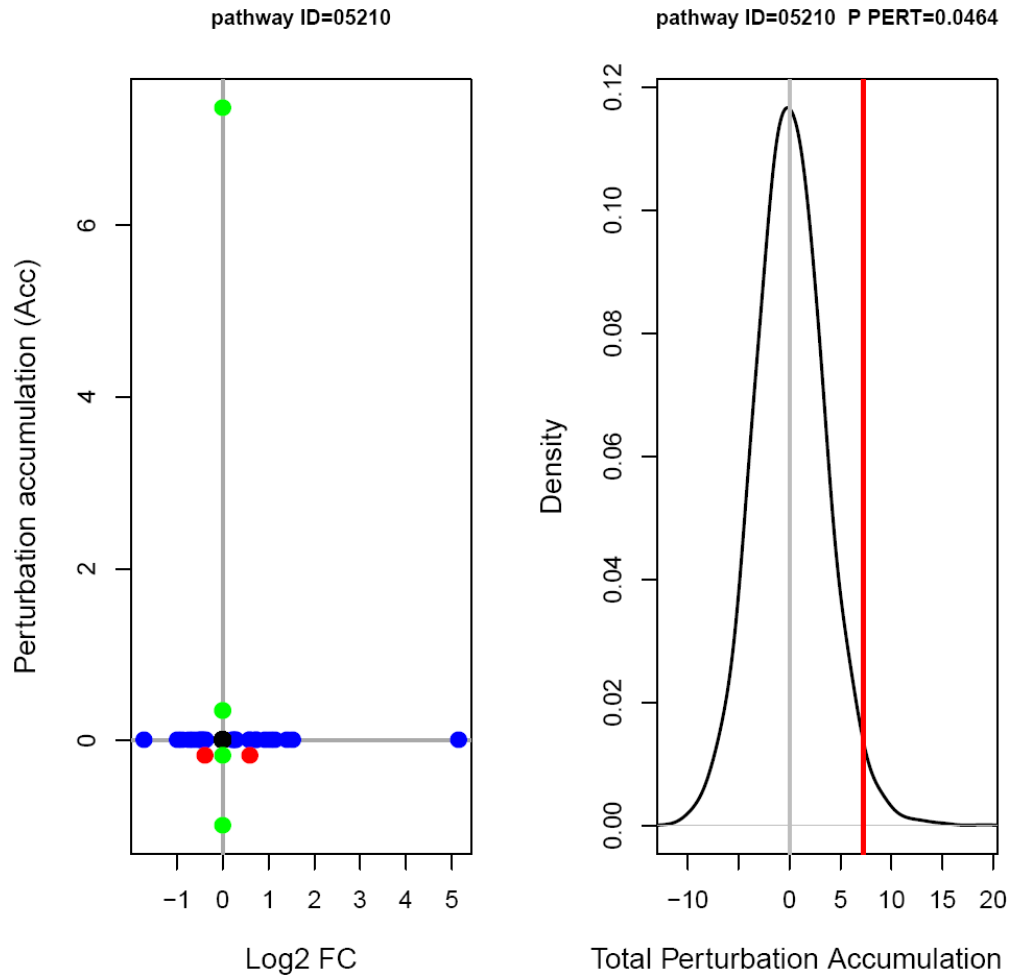 pathway ID=05210
Perturbation accumulation (Acc)
6
4
2
0
−1 0 1 2 3 4 5
Log2 FC
pathway ID=05210 P PERT=0.0464
Density
0.12
0.10
0.08
0.06
0.04
0.02
0.00
−10 0 5 10 15 20
Total Perturbation Accumulation